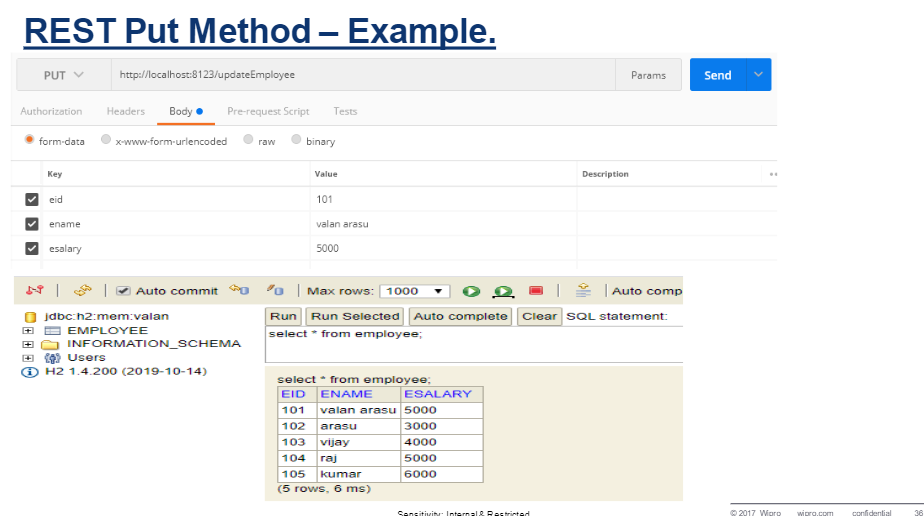 REST Put Method – Example.
PUT http://localhost:8123/updateEmployee Params Send
Authorization Headers Body Pre-request Script Tests
form-data x-www-form-urlencoded raw binary
Key Value Description
eid 101
ename valan arasu
esalary 5000
Auto commit Max rows: 1000 Auto comp
jdbc:h2:mem:valan
EMPLOYEE
INFORMATION_SCHEMA
Users
H2 1.4.200 (2019-10-14)
Run Run Selected Auto complete Clear SQL statement:
select * from employee;
select * from employee;
EID ENAME ESALARY
101 valan arasu 5000
102 arasu 3000
103 vijay 4000
104 raj 5000
105 kumar 6000
(5 rows, 6 ms)
Sensitivity: Internal & Restricted
© 2017 Wipro wipro.com confidential 36